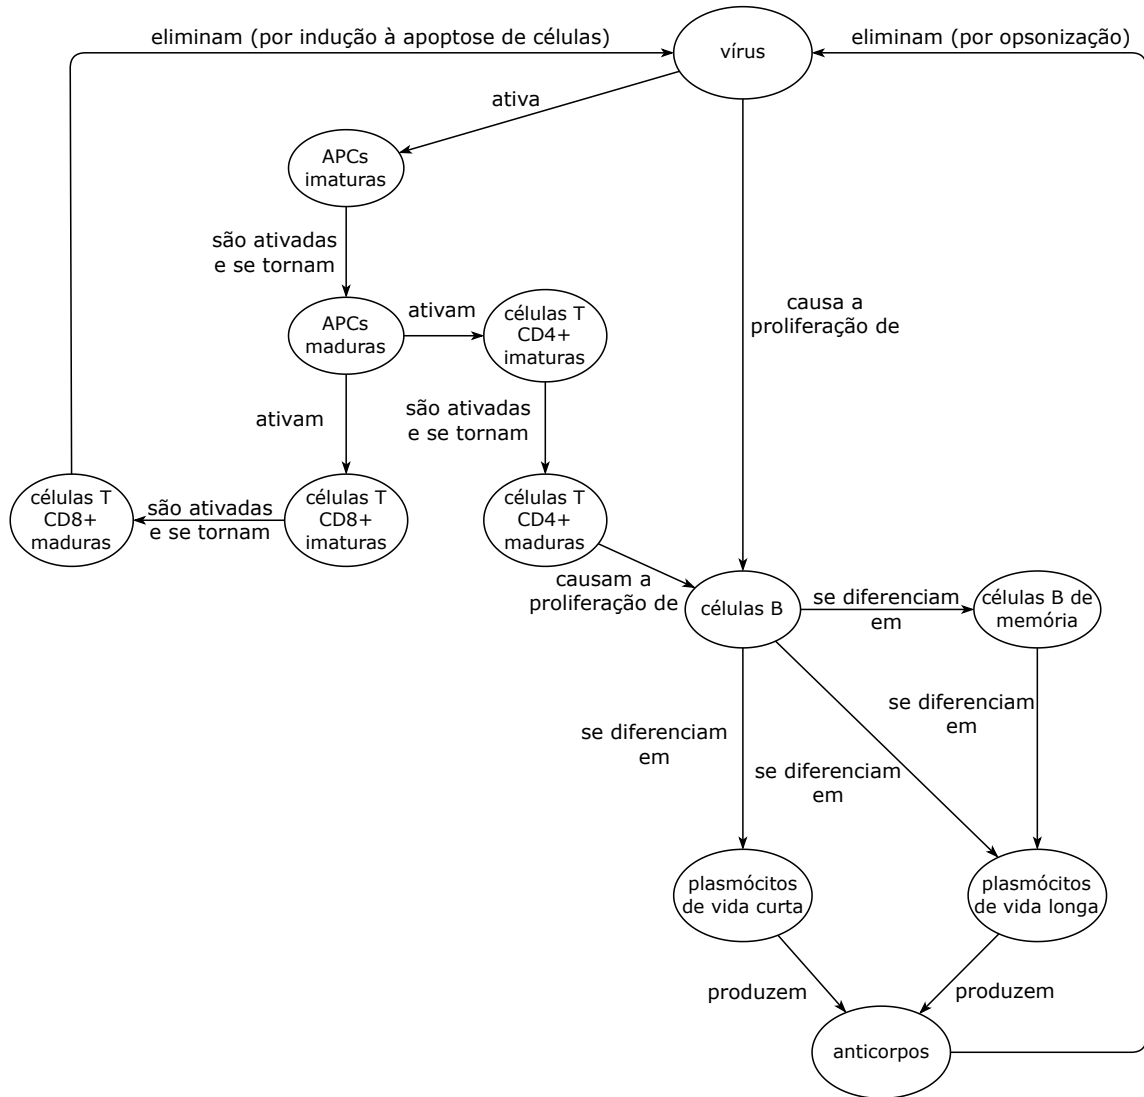 eliminam (por indução à apoptose de células)
vírus
eliminam (por opsonização)
ativa
APCs
imaturas
são ativadas
e se tornam
APCs
maduras
ativam
células T
CD4+
imaturas
causa a
proliferação de
ativam
são ativadas
e se tornam
células T
CD8+
maduras
são ativadas
e se tornam
células T
CD8+
imaturas
células T
CD4+
maduras
causam a
proliferação de
células B
se diferenciam
em
células B de
memória
se diferenciam
em
se diferenciam
em
se diferenciam
em
plasmócitos
de vida curta
plasmócitos
de vida longa
produzem
produzem
anticorpos